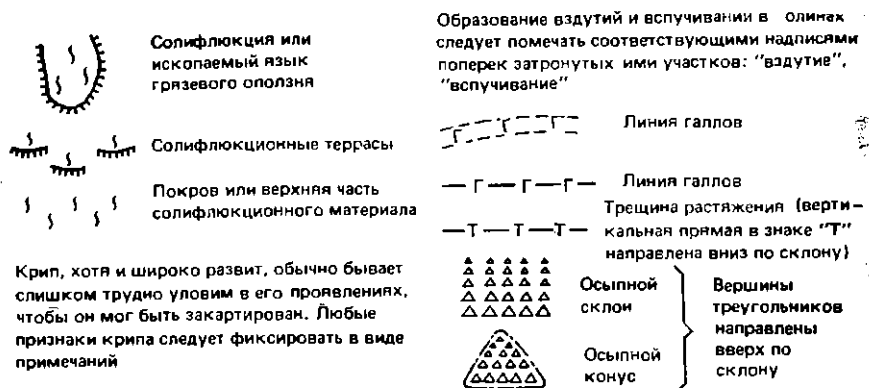 Солифлюкция или
ископаемый язык
грязевого оползня
Солифлюкционные террасы
Покров или верхняя часть
солифлюкционного материала
Крип, хотя и широко развит, обычно бывает
слишком трудно уловим в его проявлениях,
чтобы он мог быть закартирован. Любые
признаки крипа следует фиксировать в виде
примечаний
Образование вздутий и вспучивании в олинах
следует помечать соответствующими надписями
поперек затронутых ими участков: "вздутие",
"вспучивание"
Г Г Г
Линия галлов
—Г—Г—Г—
Линия галлов
—Т—Т—Т—
Трещина растяжения (верти-
кальная прямая в знаке "Т"
направлена вниз по склону)
Осыпной
склон
Осыпной
конус
Вершины
треугольников
направлены
вверх по
склону